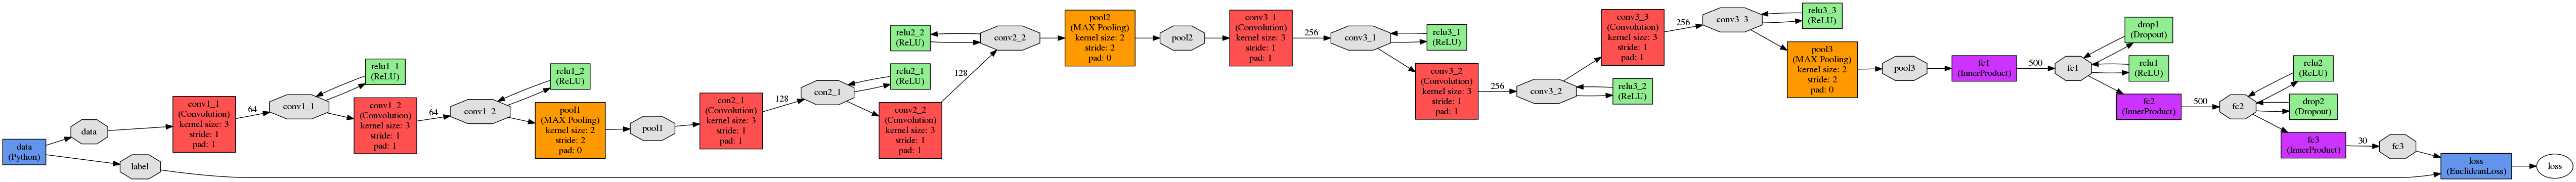 data
(Python)
data
label
conv1_1
(Convolution)
kernel size: 3
stride: 1
pad: 1
64
conv1_1
relu1_1
(ReLU)
conv1_2
(Convolution)
kernel size: 3
stride: 1
pad: 1
64
conv1_2
relu1_2
(ReLU)
pool1
(MAX Pooling)
kernel size: 2
stride: 2
pad: 0
pool1
con2_1
(Convolution)
kernel size: 3
stride: 1
pad: 1
128
con2_1
relu2_1
(ReLU)
conv2_2
(Convolution)
kernel size: 3
stride: 1
pad: 1
128
relu2_2
(ReLU)
conv2_2
pool2
(MAX Pooling)
kernel size: 2
stride: 2
pad: 0
pool2
conv3_1
(Convolution)
kernel size: 3
stride: 1
pad: 1
256
conv3_1
relu3_1
(ReLU)
conv3_2
(Convolution)
kernel size: 3
stride: 1
pad: 1
256
conv3_2
relu3_2
(ReLU)
conv3_3
(Convolution)
kernel size: 3
stride: 1
pad: 1
256
conv3_3
relu3_3
(ReLU)
pool3
(MAX Pooling)
kernel size: 2
stride: 2
pad: 0
pool3
fc1
(InnerProduct)
500
fc1
drop1
(Dropout)
relu1
(ReLU)
fc2
(InnerProduct)
500
fc2
relu2
(ReLU)
drop2
(Dropout)
fc3
(InnerProduct)
30
fc3
loss
(EuclideanLoss)
loss